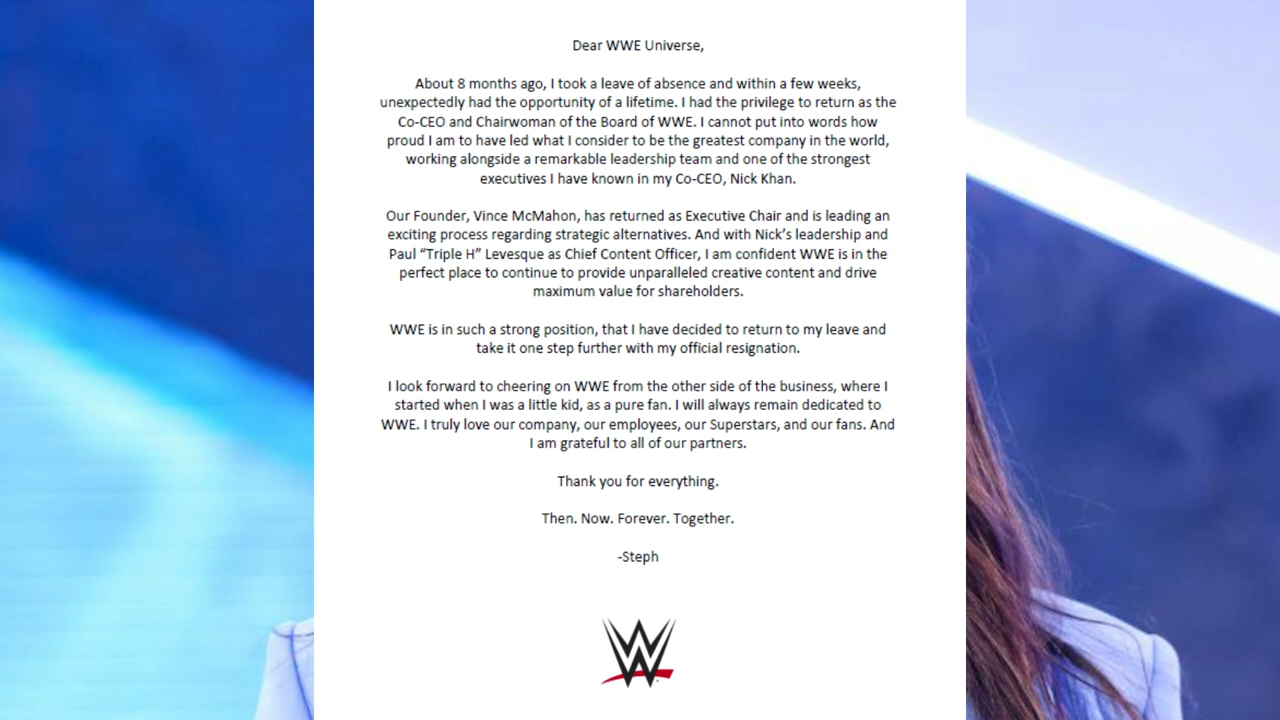 Dear WWE Universe,
About 8 months ago, I took a leave of absence and within a few weeks,
unexpectedly had the opportunity of a lifetime. I had the privilege to return as the
Co-CEO and Chairwoman of the Board of WWE. I cannot put into words how
proud I am to have led what I consider to be the greatest company in the world,
working alongside a remarkable leadership team and one of the strongest
executives I have known in my Co-CEO, Nick Khan.
Our Founder, Vince McMahon, has returned as Executive Chair and is leading an
exciting process regarding strategic alternatives. And with Nick’s leadership and
Paul “Triple H” Levesque as Chief Content Officer, I am confident WWE is in the
perfect place to continue to provide unparalleled creative content and drive
maximum value for shareholders.
WWE is in such a strong position, that I have decided to return to my leave and
take it one step further with my official resignation.
I look forward to cheering on WWE from the other side of the business, where I
started when I was a little kid, as a pure fan. I will always remain dedicated to
WWE. I truly love our company, our employees, our Superstars, and our fans. And
I am grateful to all of our partners.
Thank you for everything.
Then. Now. Forever. Together.
-Steph
W